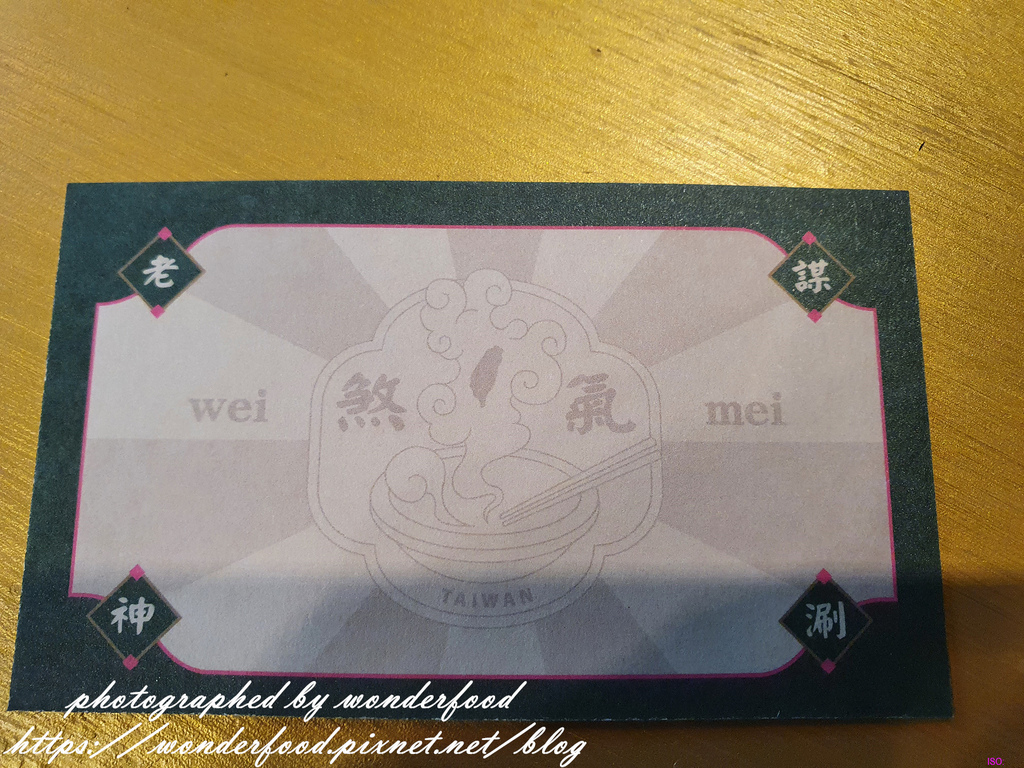 老 謀
wei 煞 氣 mei
TAIWAN
神 涮
photographed by wonderfood
https://wonderfood.pixnet.net/blog
ISO